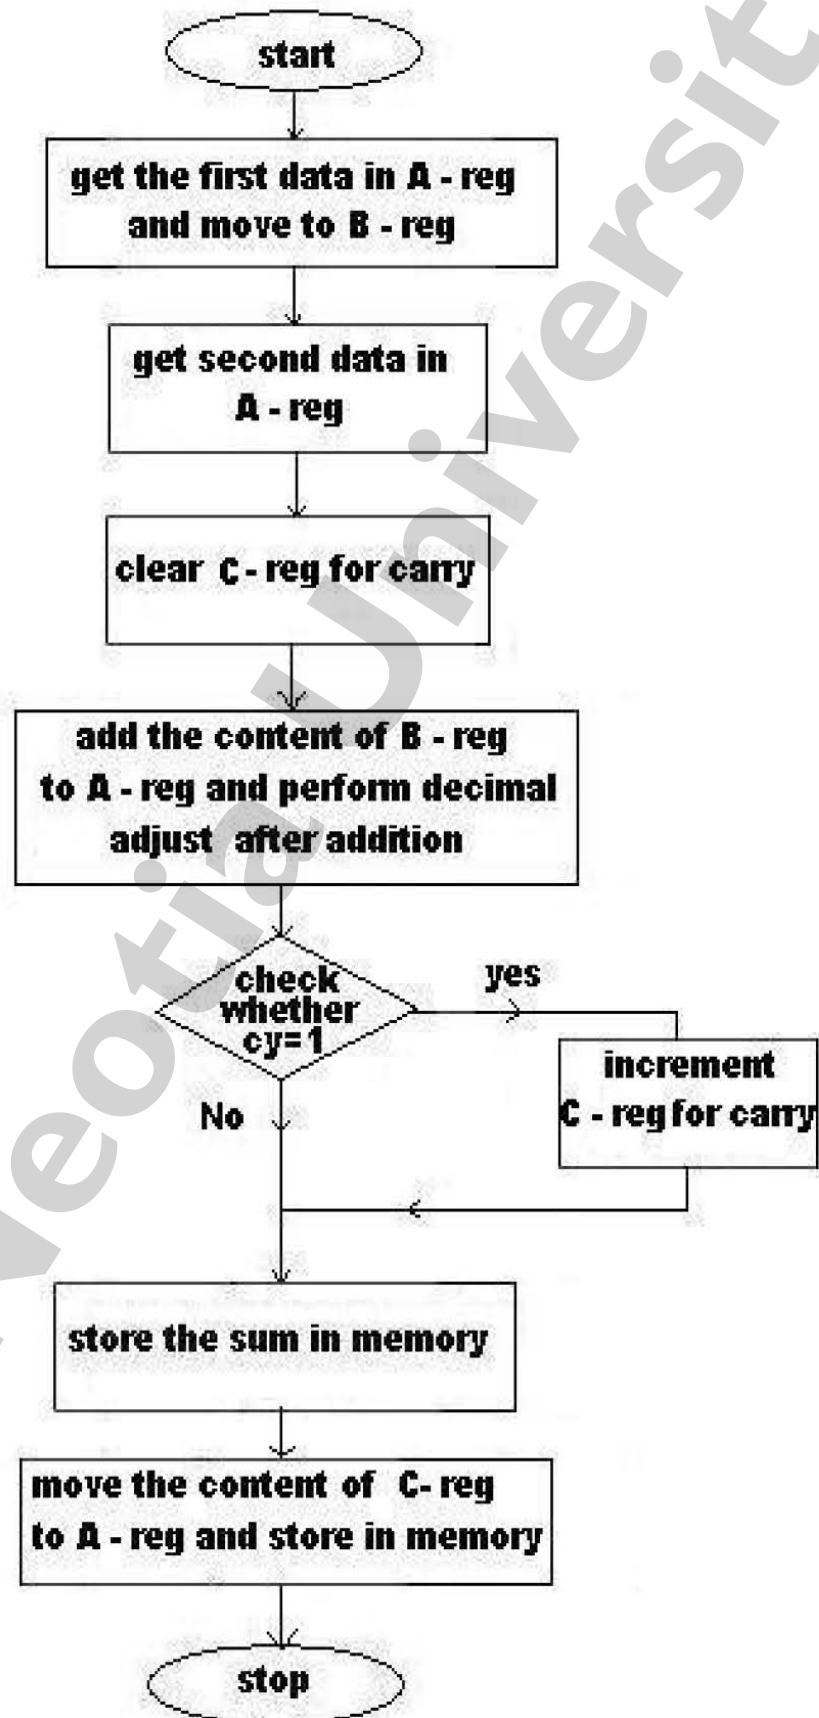 start
get the first data in A - reg
and move to B - reg
get second data in
A - reg
clear C - reg for carry
add the content of B - reg
to A - reg and perform decimal
adjust after addition
check
whether
cy=1
yes
increment
C - reg for carry
No
store the sum in memory
move the content of C- reg
to A - reg and store in memory
stop
Neotia Universit